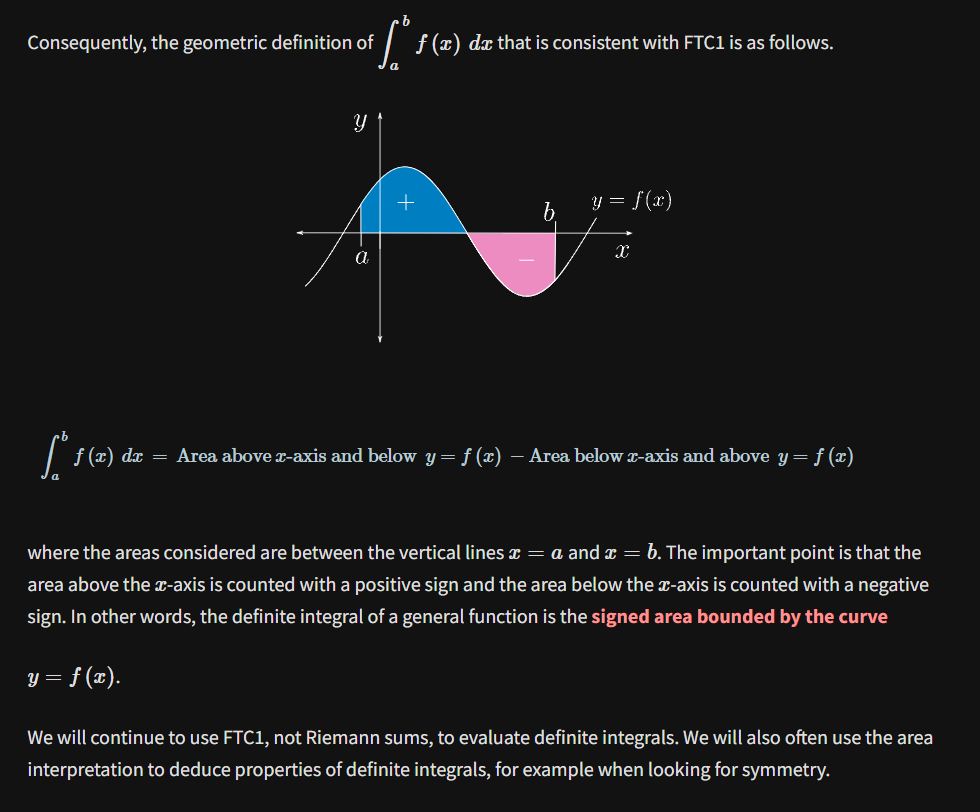 Consequently, the geometric definition of ∫ₐᵇ f (x) dx that is consistent with FTC1 is as follows.
y
+
b
y = f(x)
a
−
x
∫ₐᵇ f (x) dx = Area above x-axis and below y = f (x) − Area below x-axis and above y = f (x)
where the areas considered are between the vertical lines x = a and x = b. The important point is that the
area above the x-axis is counted with a positive sign and the area below the x-axis is counted with a negative
sign. In other words, the definite integral of a general function is the signed area bounded by the curve
y = f (x).
We will continue to use FTC1, not Riemann sums, to evaluate definite integrals. We will also often use the area
interpretation to deduce properties of definite integrals, for example when looking for symmetry.